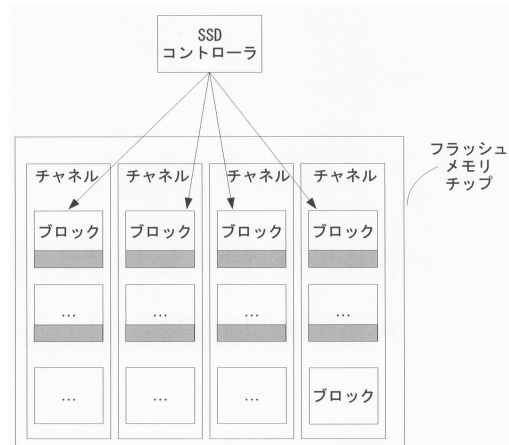 SSD
コントローラ
フラッシュ
メモリ
チップ
チャネル チャネル チャネル チャネル
ブロック ブロック ブロック ブロック
... ... ... ...
... ... ... ブロック